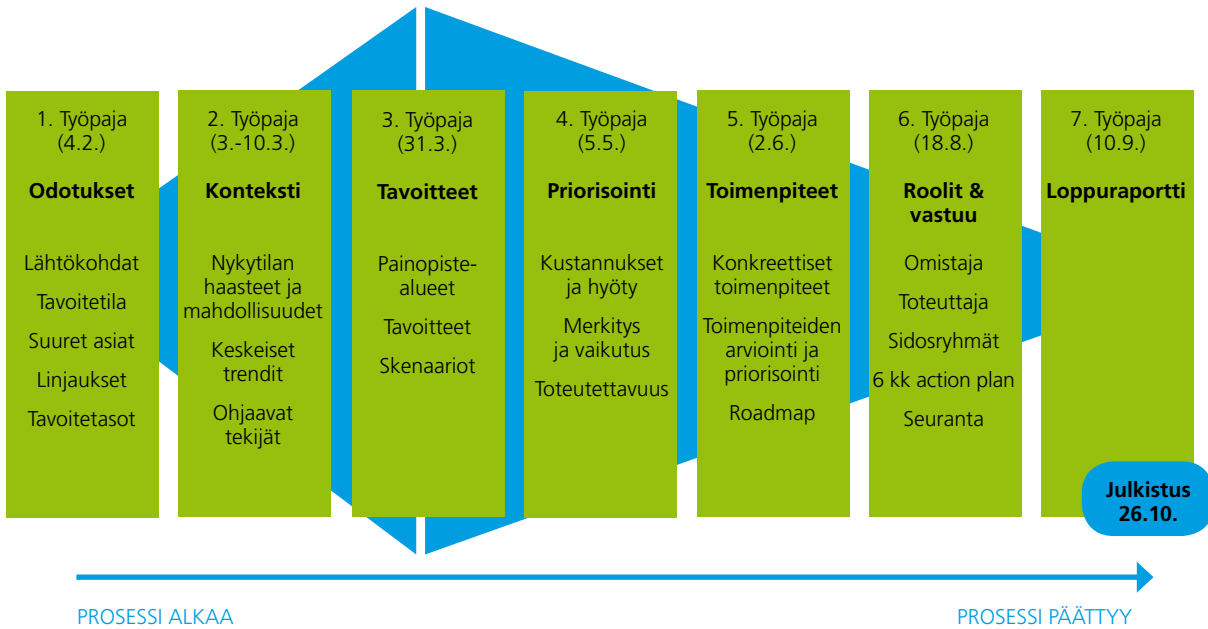 1. Työpaja
(4.2.)
Odotukset
Lähtökohdat
Tavoitetila
Suuret asiat
Linjaukset
Tavoitetasot
2. Työpaja
(3.-10.3.)
Konteksti
Nykytilan
haasteet ja
mahdollisuudet
Keskeiset
trendit
Ohjaavat
tekijät
3. Työpaja
(31.3.)
Tavoitteet
Painopiste-
alueet
Tavoitteet
Skenaariot
4. Työpaja
(5.5.)
Priorisointi
Kustannukset
ja hyöty
Merkitys
ja vaikutus
Toteutettavuus
5. Työpaja
(2.6.)
Toimenpiteet
Konkreettiset
toimenpiteet
Toimenpiteiden
arviointi ja
priorisointi
Roadmap
6. Työpaja
(18.8.)
Roolit &
vastuu
Omistaja
Toteuttaja
Sidosryhmät
6 kk action plan
Seuranta
7. Työpaja
(10.9.)
Loppuraportti
Julkistus
26.10.
PROSESSI ALKAA
PROSESSI PÄÄTTYY